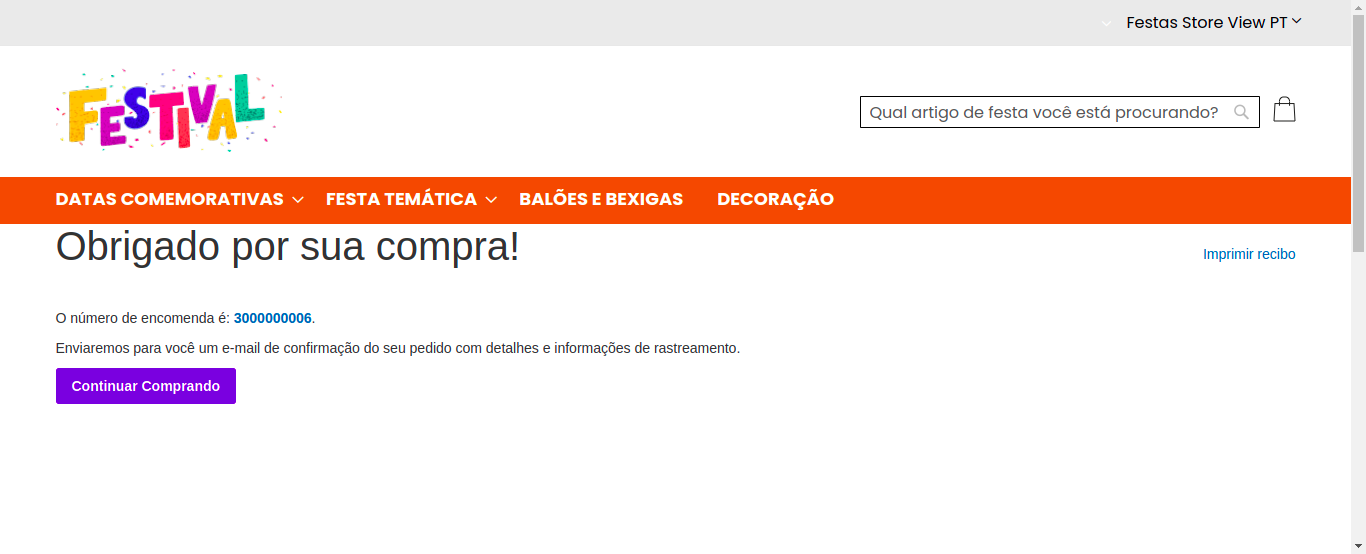 Festas Store View PT
FESTIVAL
Qual artigo de festa você está procurando?
DATAS COMEMORATIVAS FESTA TEMÁTICA BALÕES E BEXIGAS DECORAÇÃO
Obrigado por sua compra!
Imprimir recibo
O número de encomenda é: 3000000006.
Enviaremos para você um e-mail de confirmação do seu pedido com detalhes e informações de rastreamento.
Continuar Comprando